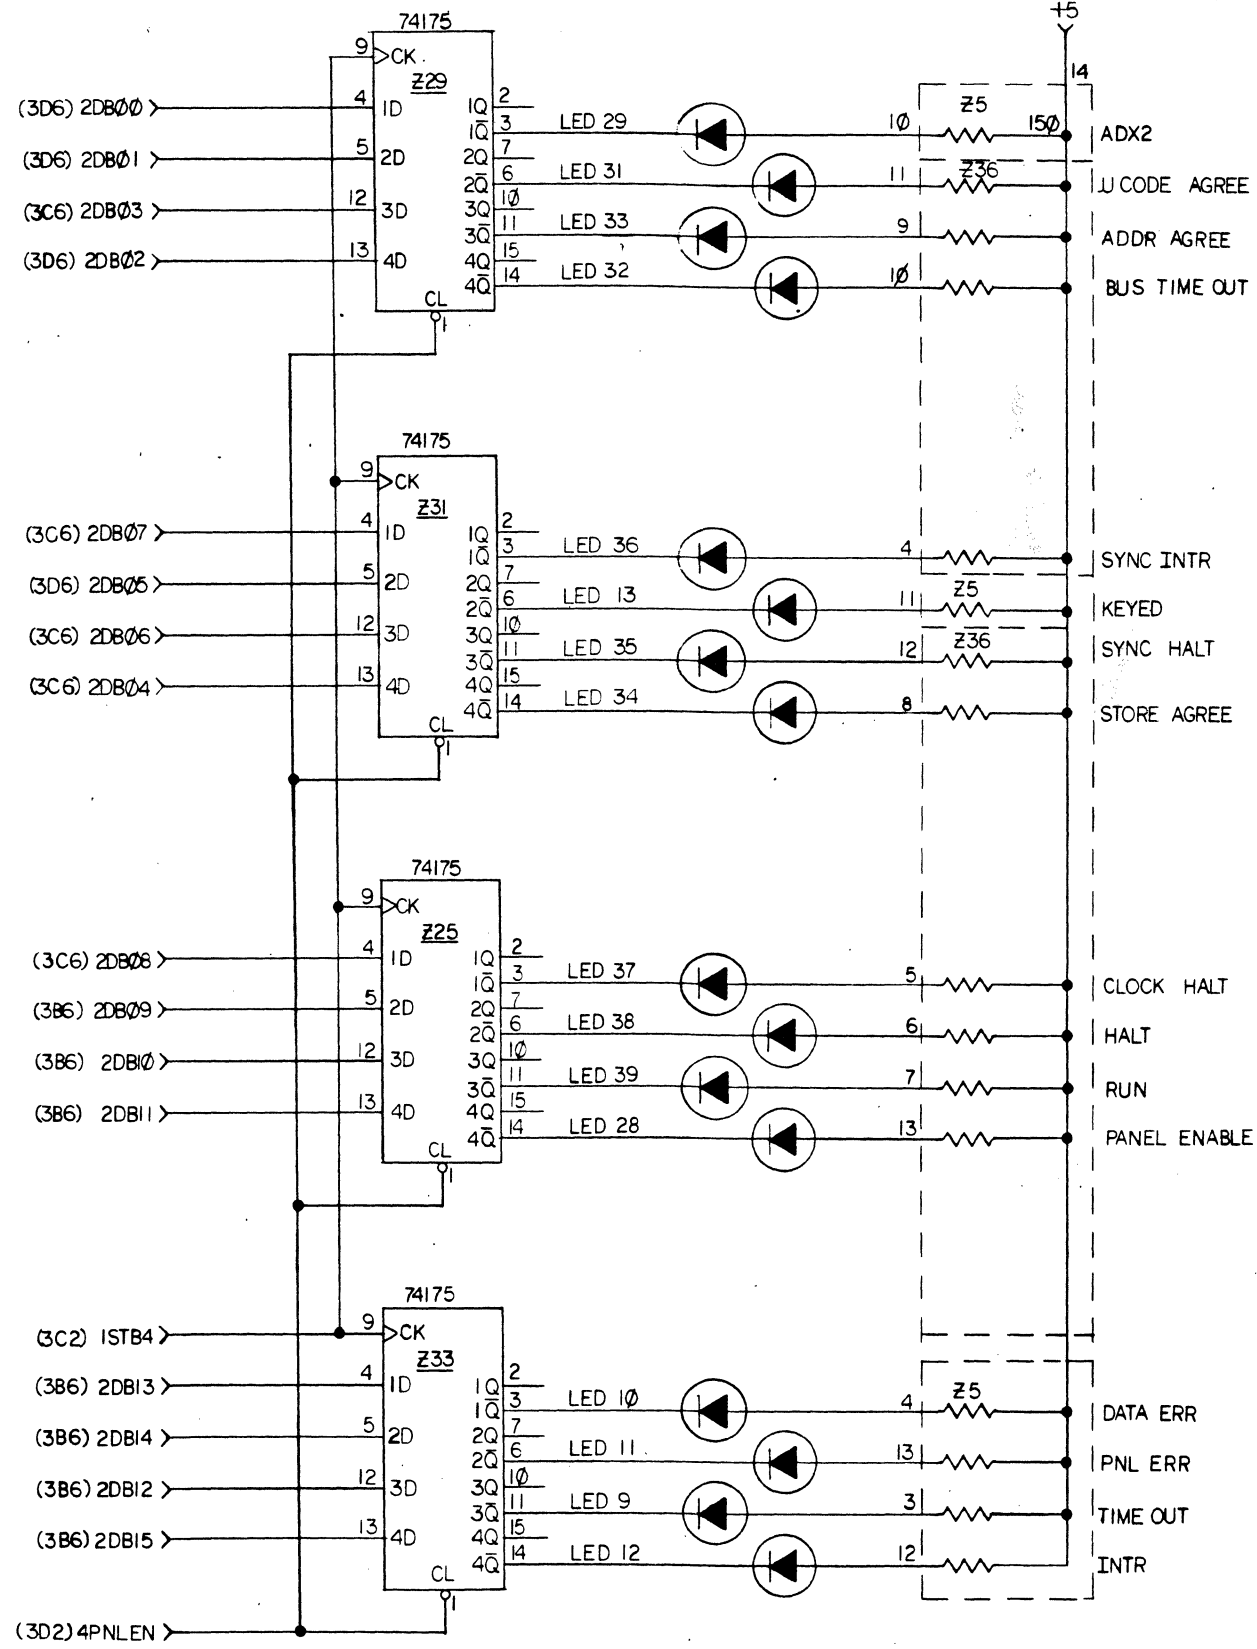 +5
14
74175
9 CK
Z29
(3D6) 2DBØØ 4 1D 1Q 2
1Q̅ 3 LED 29 1Ø Z5 15Ø ADX2
(3D6) 2DBØ1 5 2D 2Q 7
2Q̅ 6 LED 31 11 Z36 U CODE AGREE
(3C6) 2DBØ3 12 3D 3Q 1Ø
3Q̅ 11 LED 33 9 ADDR AGREE
(3D6) 2DBØ2 13 4D 4Q 15
4Q̅ 14 LED 32 1Ø BUS TIME OUT
CL
1
74175
9 CK
Z31
(3C6) 2DBØ7 4 1D 1Q 2
1Q̅ 3 LED 36 4 SYNC INTR
(3D6) 2DBØ5 5 2D 2Q 7
2Q̅ 6 LED 13 11 Z5 KEYED
(3C6) 2DBØ6 12 3D 3Q 1Ø
3Q̅ 11 LED 35 12 Z36 SYNC HALT
(3C6) 2DBØ4 13 4D 4Q 15
4Q̅ 14 LED 34 8 STORE AGREE
CL
1
74175
9 CK
Z25
(3C6) 2DBØ8 4 1D 1Q 2
1Q̅ 3 LED 37 5 CLOCK HALT
(3B6) 2DBØ9 5 2D 2Q 7
2Q̅ 6 LED 38 6 HALT
(3B6) 2DB1Ø 12 3D 3Q 1Ø
3Q̅ 11 LED 39 7 RUN
(3B6) 2DB11 13 4D 4Q 15
4Q̅ 14 LED 28 13 PANEL ENABLE
CL
1
74175
(3C2) 1STB4 9 CK
Z33
(3B6) 2DB13 4 1D 1Q 2
1Q̅ 3 LED 1Ø 4 Z5 DATA ERR
(3B6) 2DB14 5 2D 2Q 7
2Q̅ 6 LED 11 13 PNL ERR
(3B6) 2DB12 12 3D 3Q 1Ø
3Q̅ 11 LED 9 3 TIME OUT
(3B6) 2DB15 13 4D 4Q 15
4Q̅ 14 LED 12 12 INTR
CL
1
(3D2) 4PNLEN